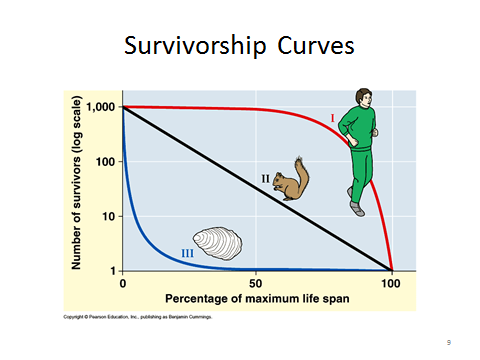 Survivorship Curves
Number of survivors (log scale)
1,000
100
10
1
I
II
III
0
50
100
Percentage of maximum life span
Copyright © Pearson Education, Inc., publishing as Benjamin Cummings.
9